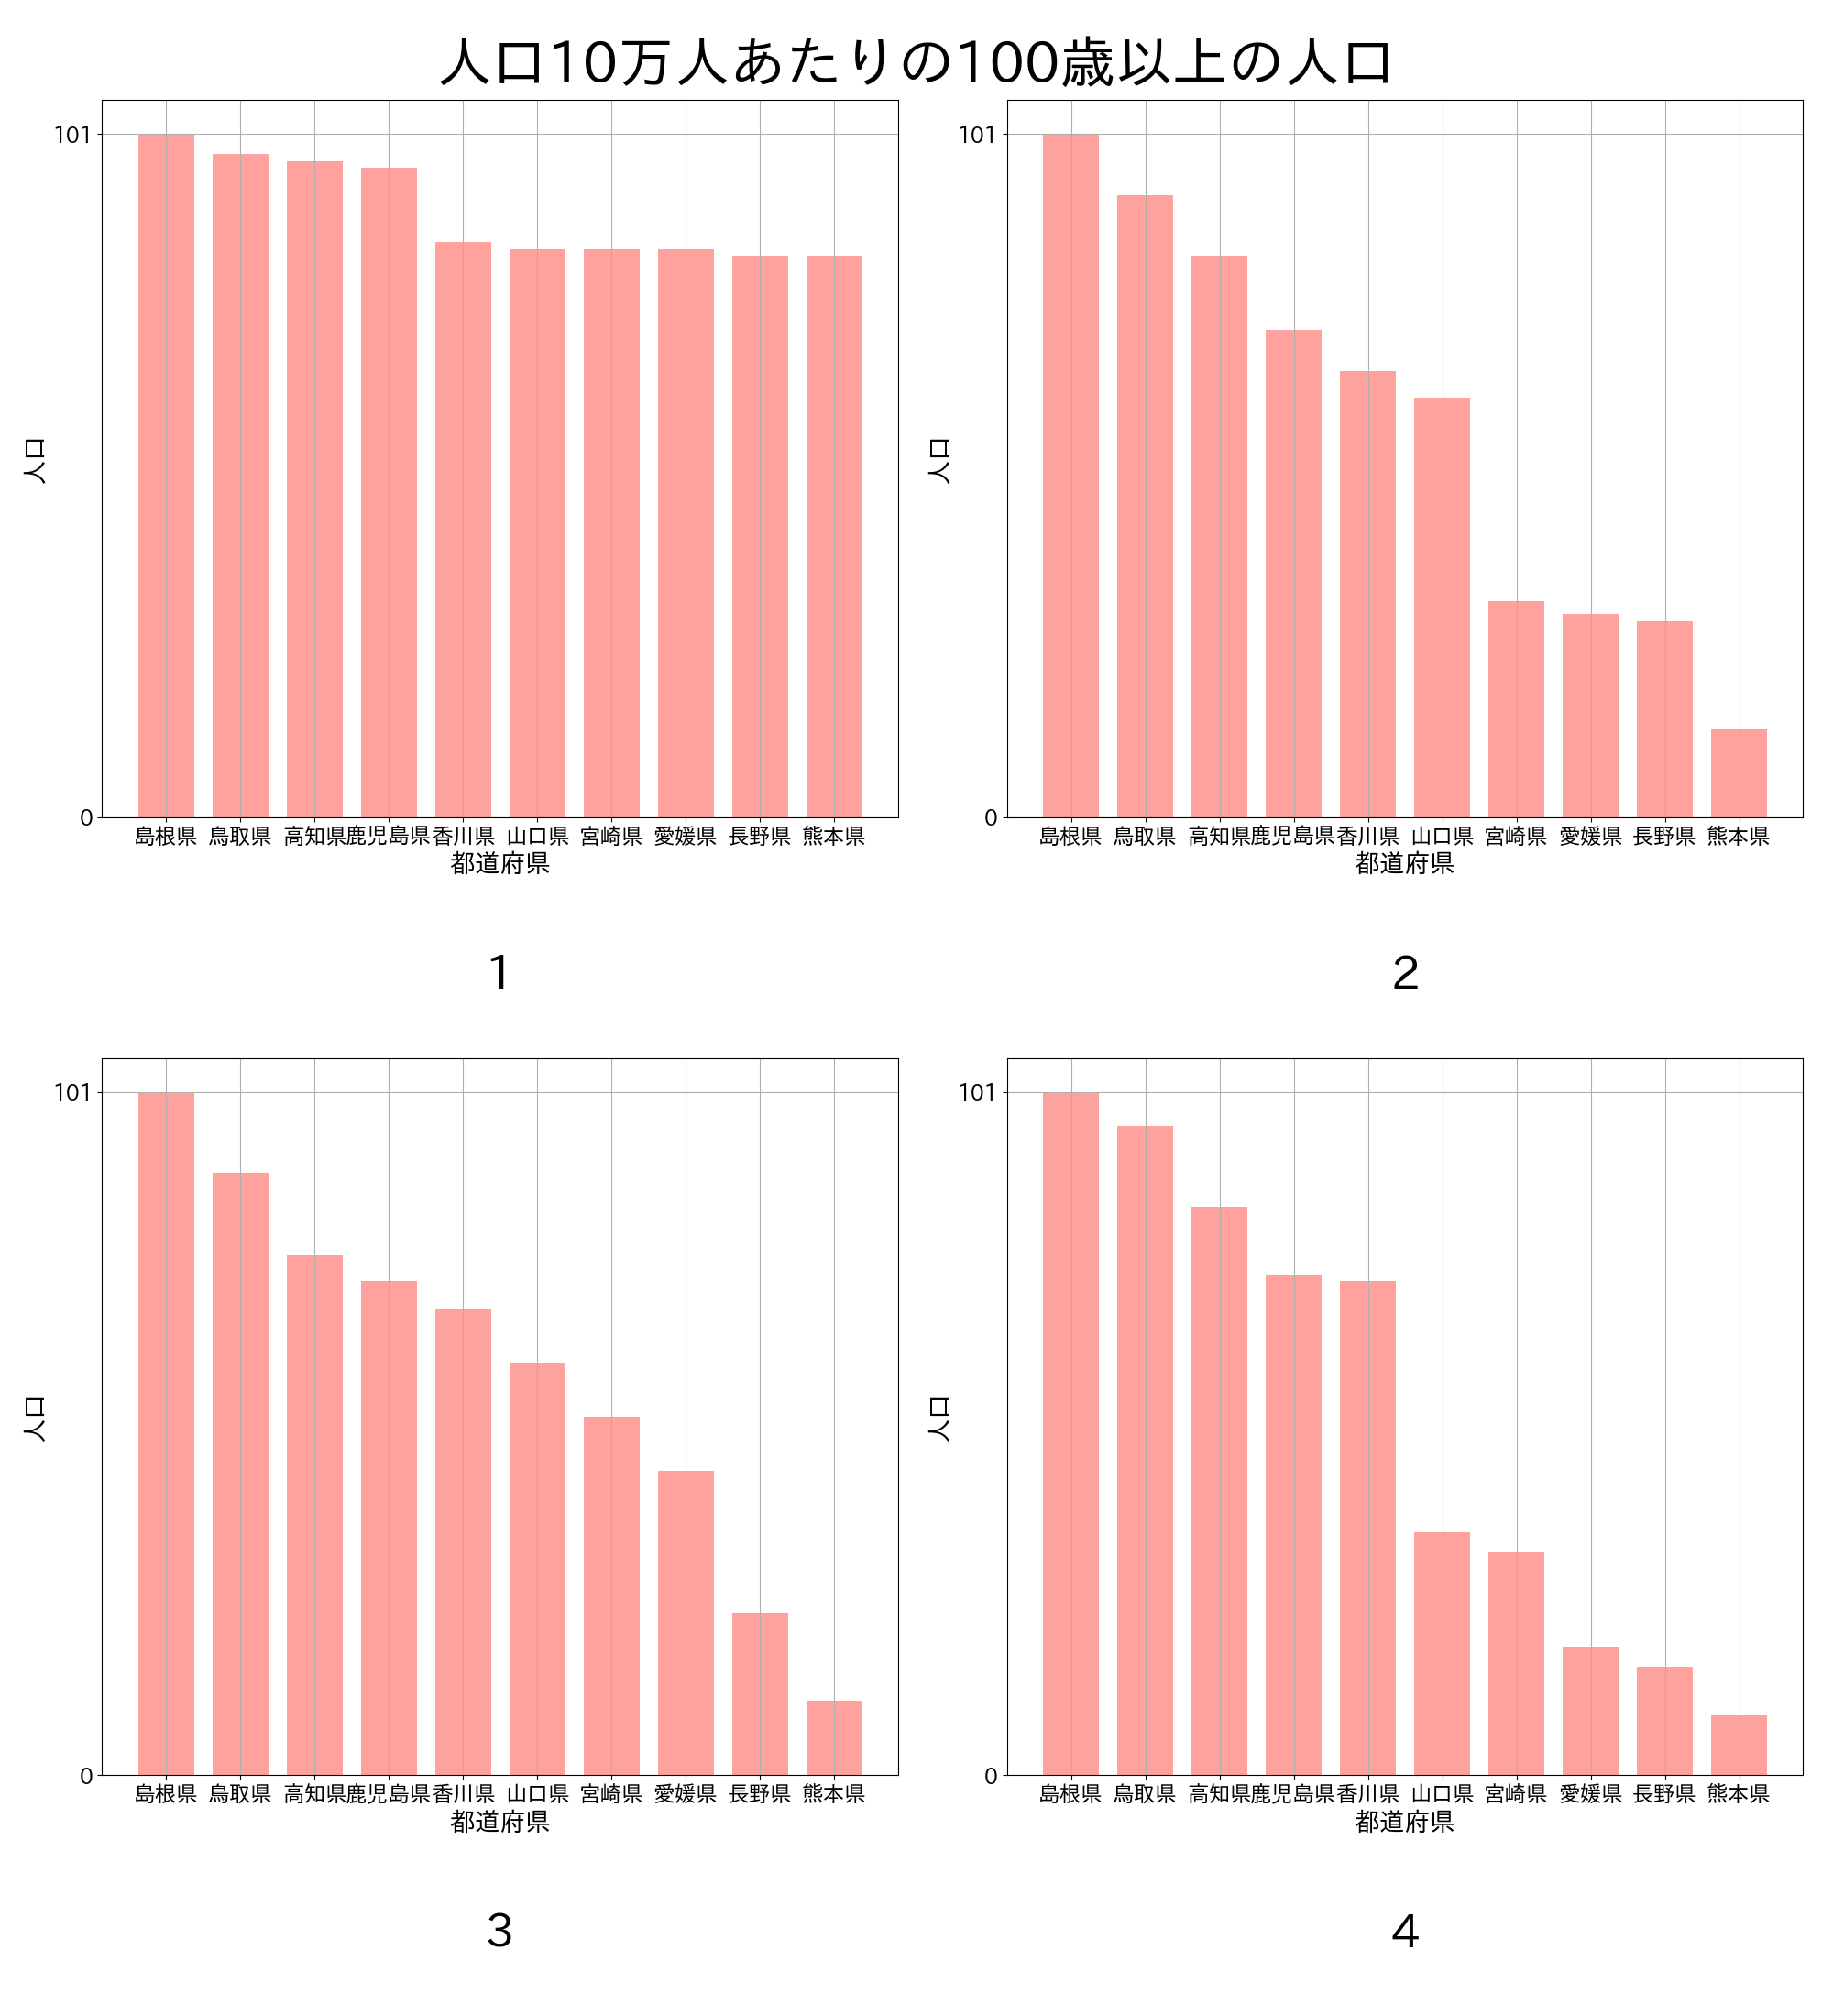 人口10万人あたりの100歳以上の人口
101
0
人口
島根県 鳥取県 高知県 鹿児島県 香川県 山口県 宮崎県 愛媛県 長野県 熊本県
都道府県
1
101
0
人口
島根県 鳥取県 高知県 鹿児島県 香川県 山口県 宮崎県 愛媛県 長野県 熊本県
都道府県
2
101
0
人口
島根県 鳥取県 高知県 鹿児島県 香川県 山口県 宮崎県 愛媛県 長野県 熊本県
都道府県
3
101
0
人口
島根県 鳥取県 高知県 鹿児島県 香川県 山口県 宮崎県 愛媛県 長野県 熊本県
都道府県
4